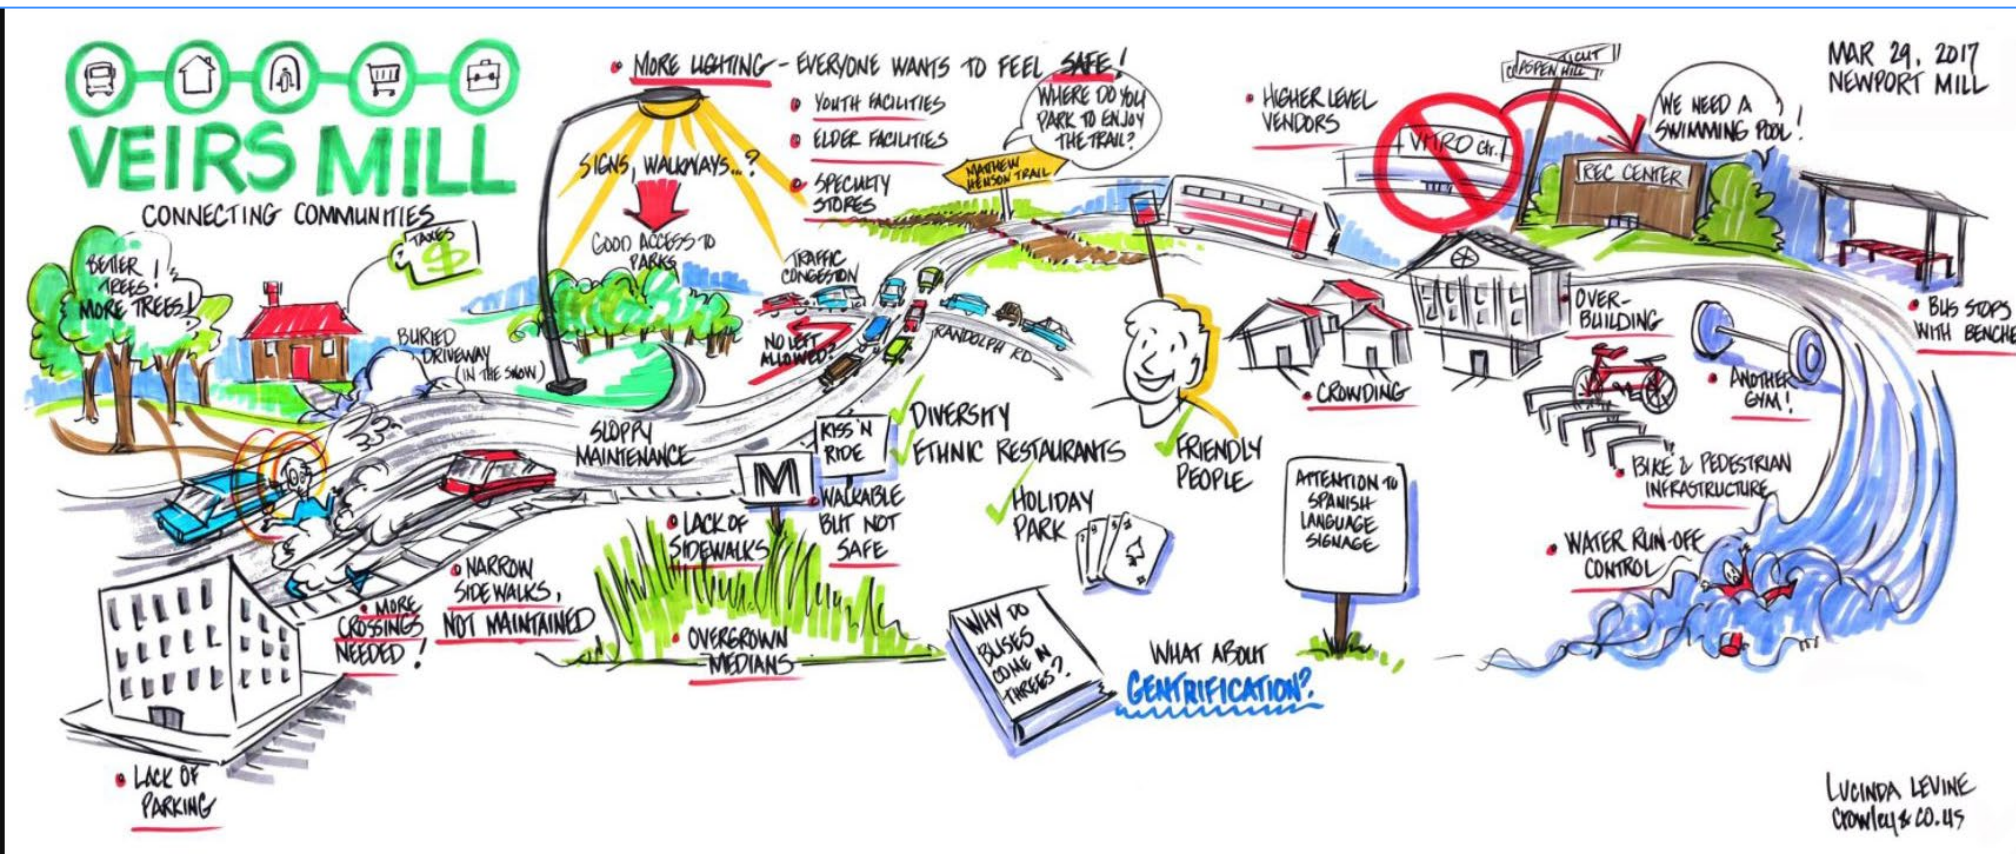 VEIRS MILL
CONNECTING COMMUNITIES
BETTER
TREES!
MORE TREES!
TAXES
$
BURIED
DRIVEWAY
(IN THE SNOW)
MORE LIGHTING - EVERYONE WANTS TO FEEL SAFE!
YOUTH FACILITIES
ELDER FACILITIES
SPECIALTY
STORES
SIGNS, WALKWAYS...?
GOOD ACCESS TO
PARKS
WHERE DO YOU
PARK TO ENJOY
THE TRAIL?
MATTHEW
HENSON TRAIL
TRAFFIC
CONGESTION
NO LEFT
ALLOWED?
RANDOLPH RD
HIGHER LEVEL
VENDORS
ASPEN HILL
REC CENTER
WE NEED A
SWIMMING POOL!
MAR 29, 2017
NEWPORT MILL
BUS STOPS
WITH BENCHE
OVER-
BUILDING
CROWDING
ANOTHER
GYM!
BIKE & PEDESTRIAN
INFRASTRUCTURE
WATER RUN-OFF
CONTROL
SLOPPY
MAINTENANCE
KISS 'N
RIDE
M
WALKABLE
BUT NOT
SAFE
DIVERSITY
ETHNIC RESTAURANTS
HOLIDAY
PARK
FRIENDLY
PEOPLE
ATTENTION TO
SPANISH
LANGUAGE
SIGNAGE
LACK OF
SIDEWALKS
OVERGROWN
MEDIANS
NARROW
SIDEWALKS,
NOT MAINTAINED
MORE
CROSSINGS
NEEDED!
LACK OF
PARKING
WHY DO
BUSES
COME IN
THREES?
WHAT ABOUT
GENTRIFICATION?
LUCINDA LEVINE
Crowley & CO.US